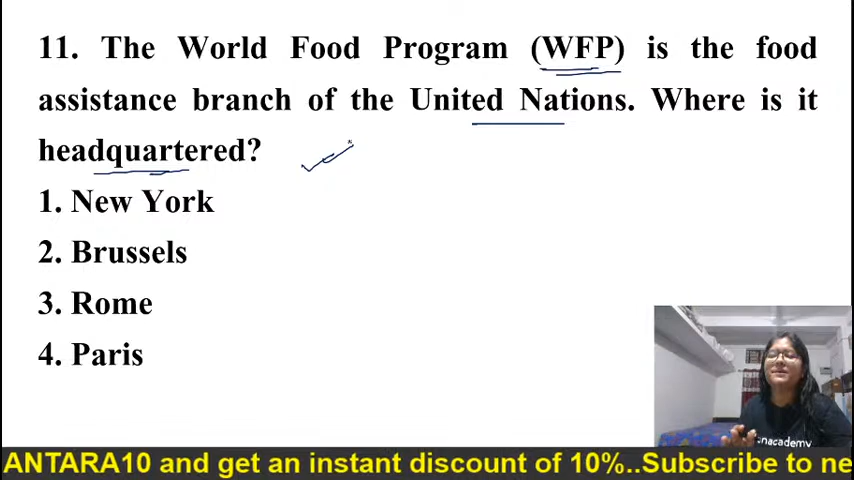 11. The World Food Program (WFP) is the food
assistance branch of the United Nations. Where is it
headquartered?
1. New York
2. Brussels
3. Rome
4. Paris
unacademy
ANTARA10 and get an instant discount of 10%..Subscribe to ne